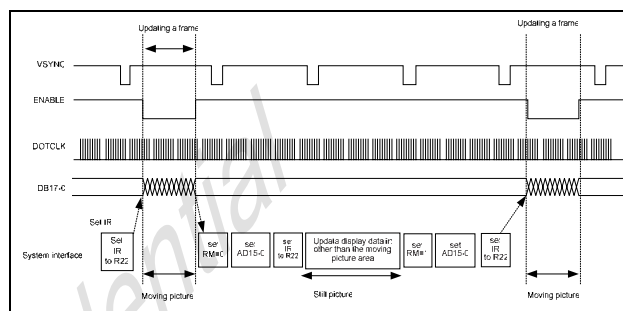 Updating a frame
Updating a frame
VSYNC
ENABLE
DOTCLK
DB17-0
Set IR
System interface
Set IR to R22
set RM=0
set AD15-0
set IR to R22
Update display data in other than the moving picture area
set RM=1
set AD15-0
set IR to R22
Moving picture
Still picture
Moving picture
dential